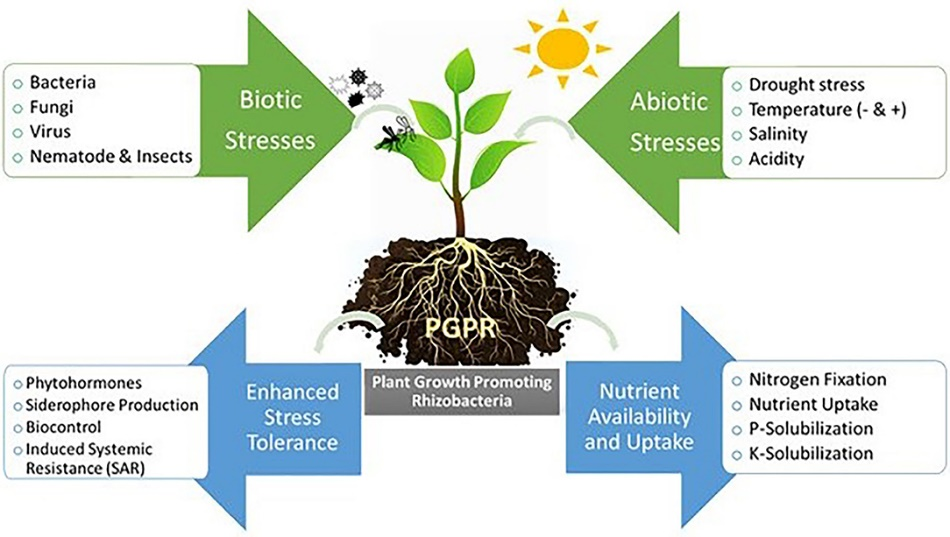 Bacteria
Fungi
Virus
Nematode & Insects
Biotic
Stresses
Abiotic
Stresses
Drought stress
Temperature (- & +)
Salinity
Acidity
PGPR
Plant Growth Promoting
Rhizobacteria
Phytohormones
Siderophore Production
Biocontrol
Induced Systemic
Resistance (SAR)
Enhanced
Stress
Tolerance
Nutrient
Availability
and Uptake
Nitrogen Fixation
Nutrient Uptake
P-Solubilization
K-Solubilization